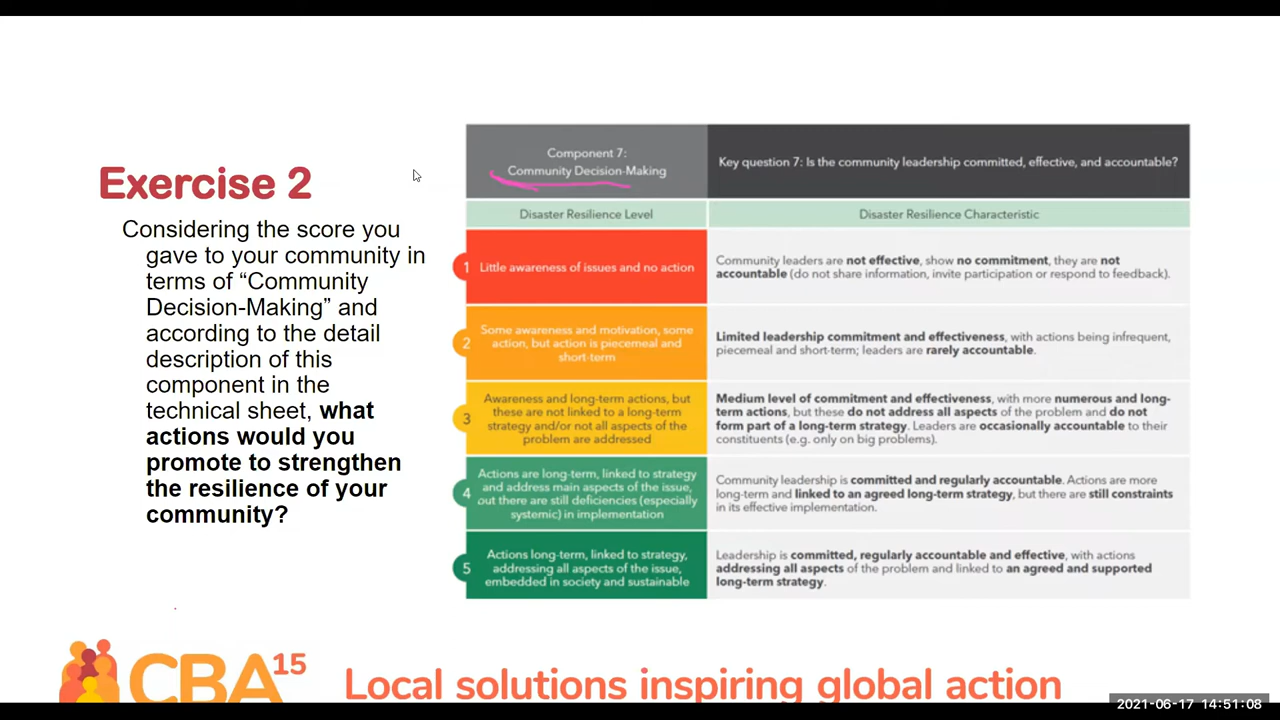 Exercise 2
Considering the score you
gave to your community in
terms of “Community
Decision-Making” and
according to the detail
description of this
component in the
technical sheet, what
actions would you
promote to strengthen
the resilience of your
community?
Component 7:
Community Decision-Making
Key question 7: Is the community leadership committed, effective, and accountable?
Disaster Resilience Level
Disaster Resilience Characteristic
1
Little awareness of issues and no action
Community leaders are not effective, show no commitment, they are not
accountable (do not share information, invite participation or respond to feedback).
2
Some awareness and motivation, some
action, but action is piecemeal and
short-term
Limited leadership commitment and effectiveness, with actions being infrequent,
piecemeal and short-term; leaders are rarely accountable.
3
Awareness and long-term actions, but
these are not linked to a long-term
strategy and/or not all aspects of the
problem are addressed
Medium level of commitment and effectiveness, with more numerous and long-
term actions, but these do not address all aspects of the problem and do not
form part of a long-term strategy. Leaders are occasionally accountable to their
constituents (e.g. only on big problems).
4
Actions are long-term, linked to strategy
and address main aspects of the issue,
but there are still deficiencies (especially
systemic) in implementation
Community leadership is committed and regularly accountable. Actions are more
long-term and linked to an agreed long-term strategy, but there are still constraints
in its effective implementation.
5
Actions long-term, linked to strategy,
addressing all aspects of the issue,
embedded in society and sustainable
Leadership is committed, regularly accountable and effective, with actions
addressing all aspects of the problem and linked to an agreed and supported
long-term strategy.
CBA15
Local solutions inspiring global action
2021-06-17 14:51:08